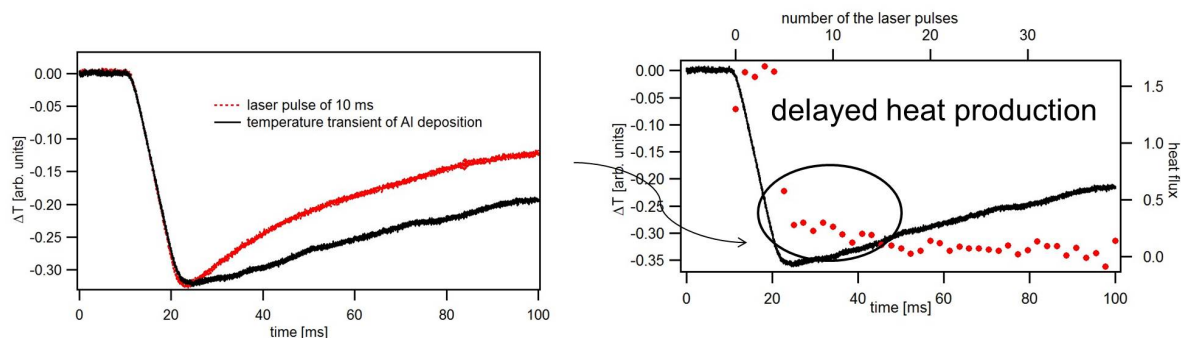 0.00
-0.05
-0.10
-0.15
-0.20
-0.25
-0.30
ΔT [arb. units]
laser pulse of 10 ms
temperature transient of Al deposition
0 20 40 60 80 100
time [ms]
number of the laser pulses
0 10 20 30
0.00
-0.05
-0.10
-0.15
-0.20
-0.25
-0.30
-0.35
ΔT [arb. units]
delayed heat production
1.5
1.0
0.5
0.0
heat flux
0 20 40 60 80 100
time [ms]